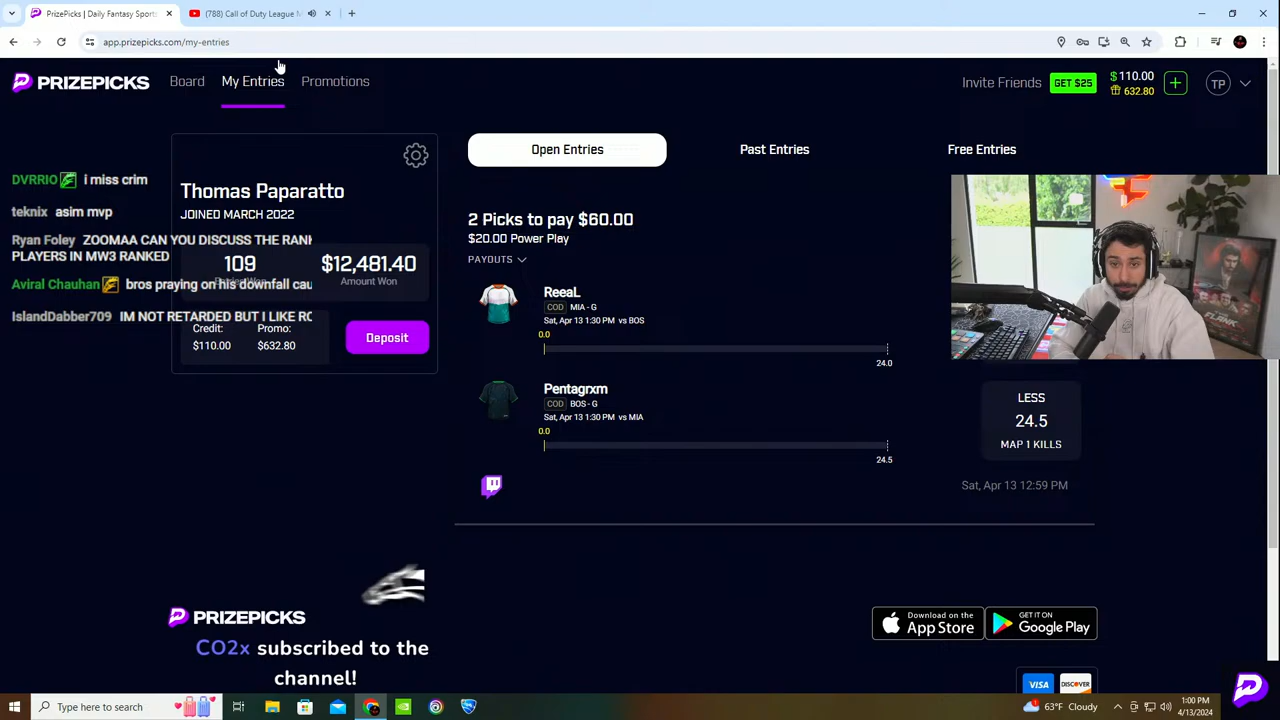 PrizePicks | Daily Fantasy Sports
(788) Call of Duty League M
app.prizepicks.com/my-entries
PRIZEPICKS
Board
My Entries
Promotions
Invite Friends
GET $25
$110.00
632.80
TP
Open Entries
Past Entries
Free Entries
Thomas Paparatto
JOINED MARCH 2022
109
$12,481.40
Amount Won
Credit:
$110.00
Promo:
$632.80
Deposit
DVRRIO i miss crim
teknix asim mvp
Ryan Foley ZOOMAA CAN YOU DISCUSS THE RANK
PLAYERS IN MW3 RANKED
Aviral Chauhan bros praying on his downfall cau
IslandDabber709 IM NOT RETARDED BUT I LIKE RO
2 Picks to pay $60.00
$20.00 Power Play
PAYOUTS
ReeaL
COD MIA - G
Sat, Apr 13 1:30 PM vs BOS
0.0
24.0
Pentagrxm
COD BOS - G
Sat, Apr 13 1:30 PM vs MIA
0.0
24.5
LESS
24.5
MAP 1 KILLS
Sat, Apr 13 12:59 PM
PRIZEPICKS
CO2x subscribed to the
channel!
Download on the
App Store
GET IT ON
Google Play
VISA
DISCOVER
Type here to search
63°F Cloudy
1:00 PM
4/13/2024